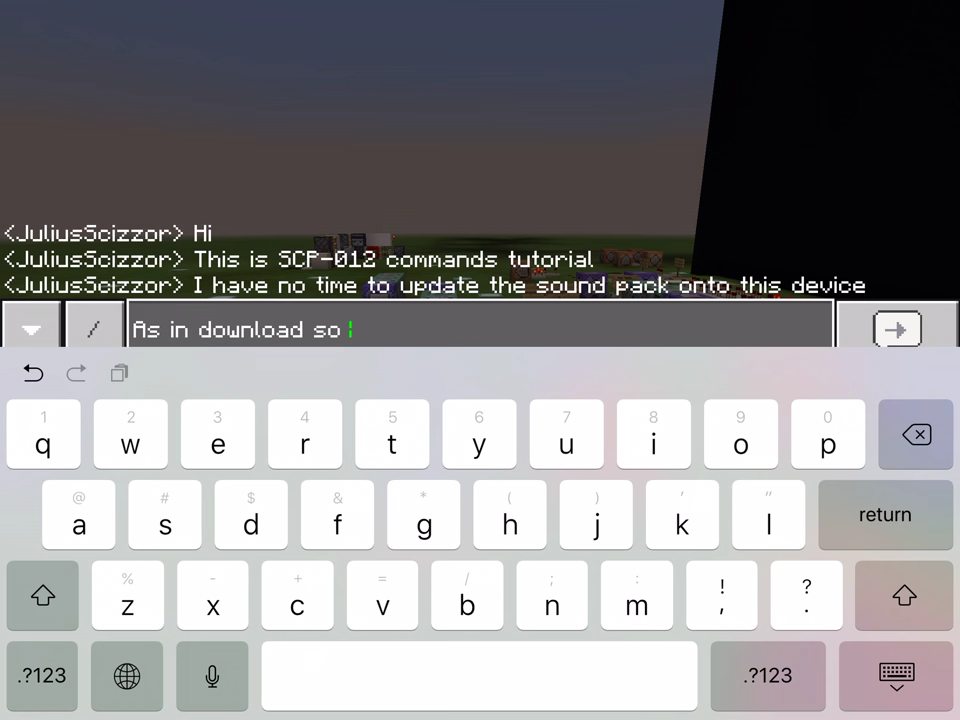 <JuliusScizzor> Hi
<JuliusScizzor> This is SCP-012 commands tutorial
<JuliusScizzor> I have no time to update the sound pack onto this device
/ As in download so
1 2 3 4 5 6 7 8 9 0
q w e r t y u i o p
@ # $ & * ( ) ' "
a s d f g h j k l return
% - + = / ; : ! ?
z x c v b n m , .
.?123 .?123